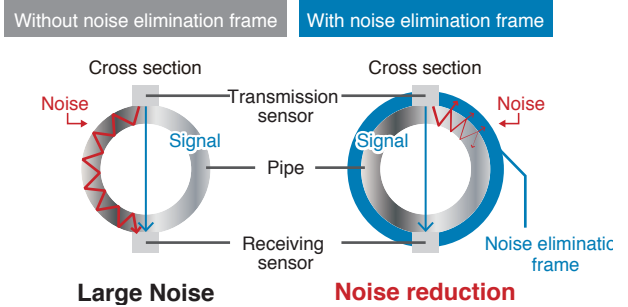 Without noise elimination frame
With noise elimination frame
Cross section
Cross section
Noise
Transmission
sensor
Noise
Signal
Signal
Pipe
Receiving
sensor
Noise eliminatic
frame
Large Noise
Noise reduction